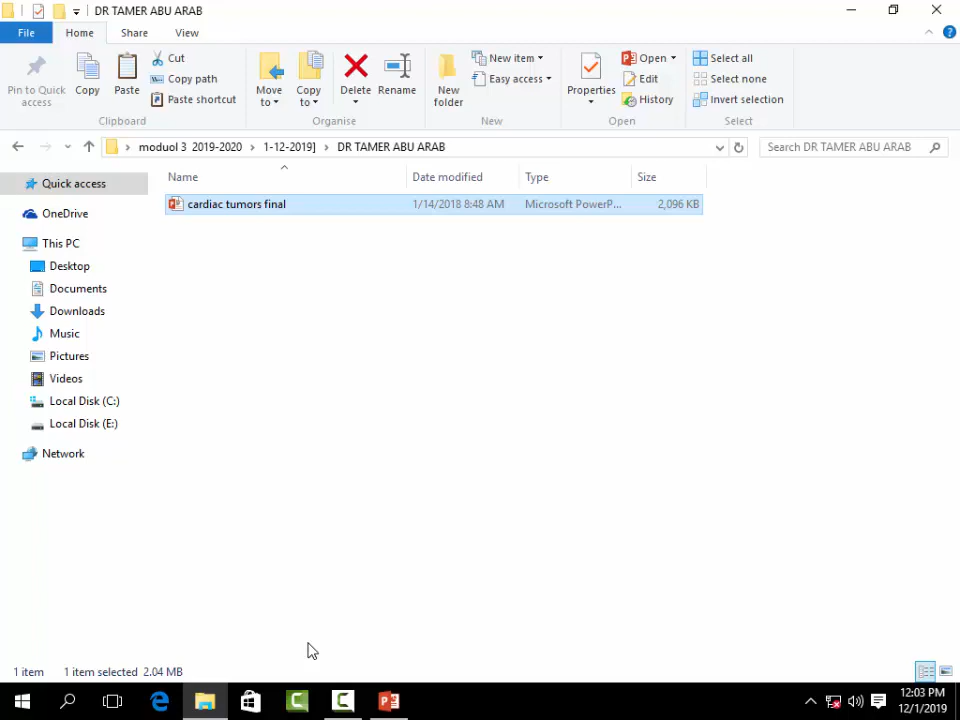 DR TAMER ABU ARAB
File Home Share View
Pin to Quick access
Copy
Paste
Cut
Copy path
Paste shortcut
Clipboard
Move to
Copy to
Delete
Rename
Organise
New folder
New item
Easy access
New
Properties
Open
Edit
History
Open
Select all
Select none
Invert selection
Select
moduol 3 2019-2020 › 1-12-2019] › DR TAMER ABU ARAB
Search DR TAMER ABU ARAB
Name Date modified Type Size
cardiac tumors final 1/14/2018 8:48 AM Microsoft PowerP... 2,096 KB
Quick access
OneDrive
This PC
Desktop
Documents
Downloads
Music
Pictures
Videos
Local Disk (C:)
Local Disk (E:)
Network
1 item 1 item selected 2.04 MB
12:03 PM
12/1/2019